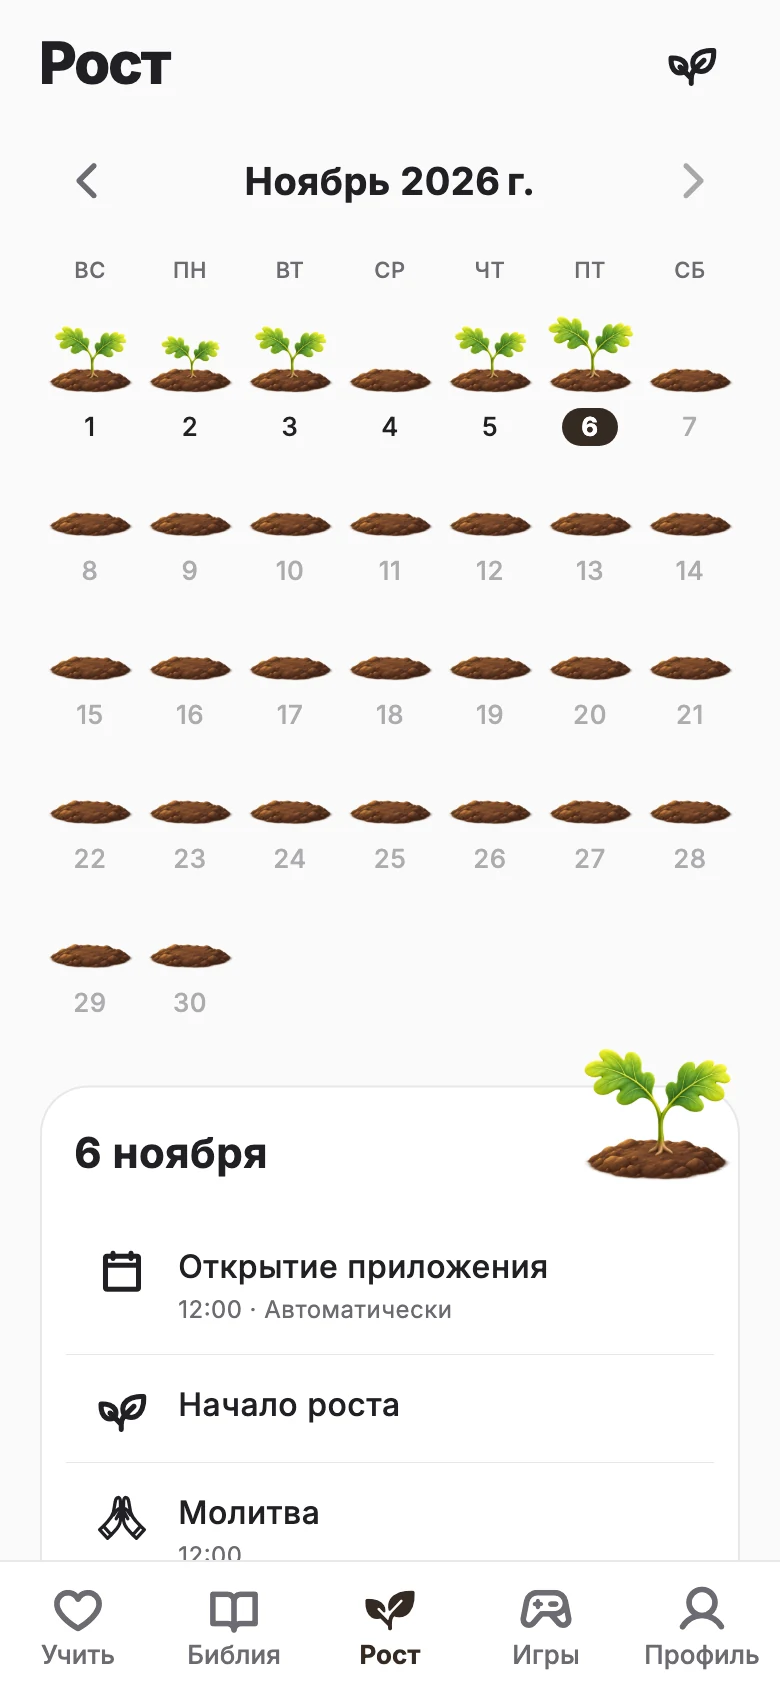 Рост
Ноябрь 2026 г.
ВС ПН ВТ СР ЧТ ПТ СБ
1 2 3 4 5 6 7
8 9 10 11 12 13 14
15 16 17 18 19 20 21
22 23 24 25 26 27 28
29 30
6 ноября
Открытие приложения
12:00 · Автоматически
Начало роста
Молитва
12:00
Учить Библия Рост Игры Профиль